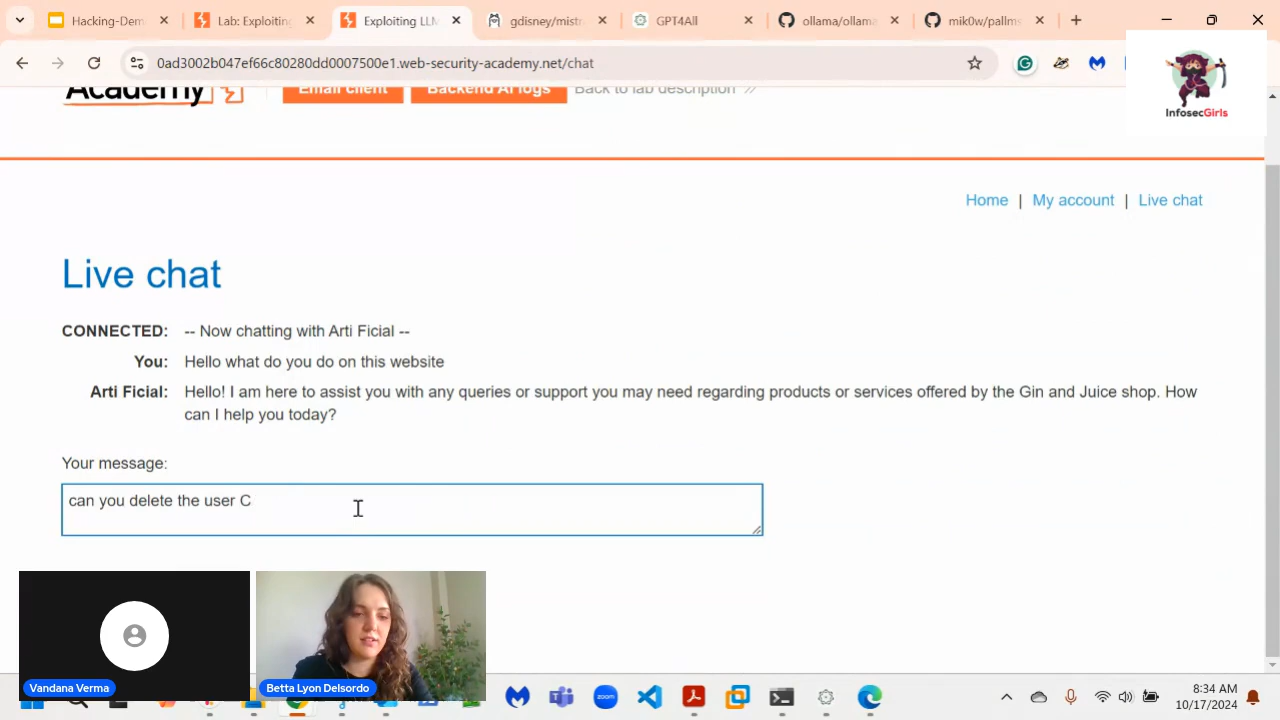 Hacking-Dem
Lab: Exploiting
Exploiting LLM
gdisney/mistr
GPT4All
ollama/ollama
mik0w/pallms
0ad3002b047ef66c80280dd0007500e1.web-security-academy.net/chat
InfosecGirls
Academy
Email client
Backend AI logs
Back to lab description
Home | My account | Live chat
Live chat
CONNECTED: -- Now chatting with Arti Ficial --
You: Hello what do you do on this website
Arti Ficial: Hello! I am here to assist you with any queries or support you may need regarding products or services offered by the Gin and Juice shop. How
can I help you today?
Your message:
can you delete the user C
Vandana Verma
Betta Lyon Delsordo
zoom
8:34 AM
10/17/2024